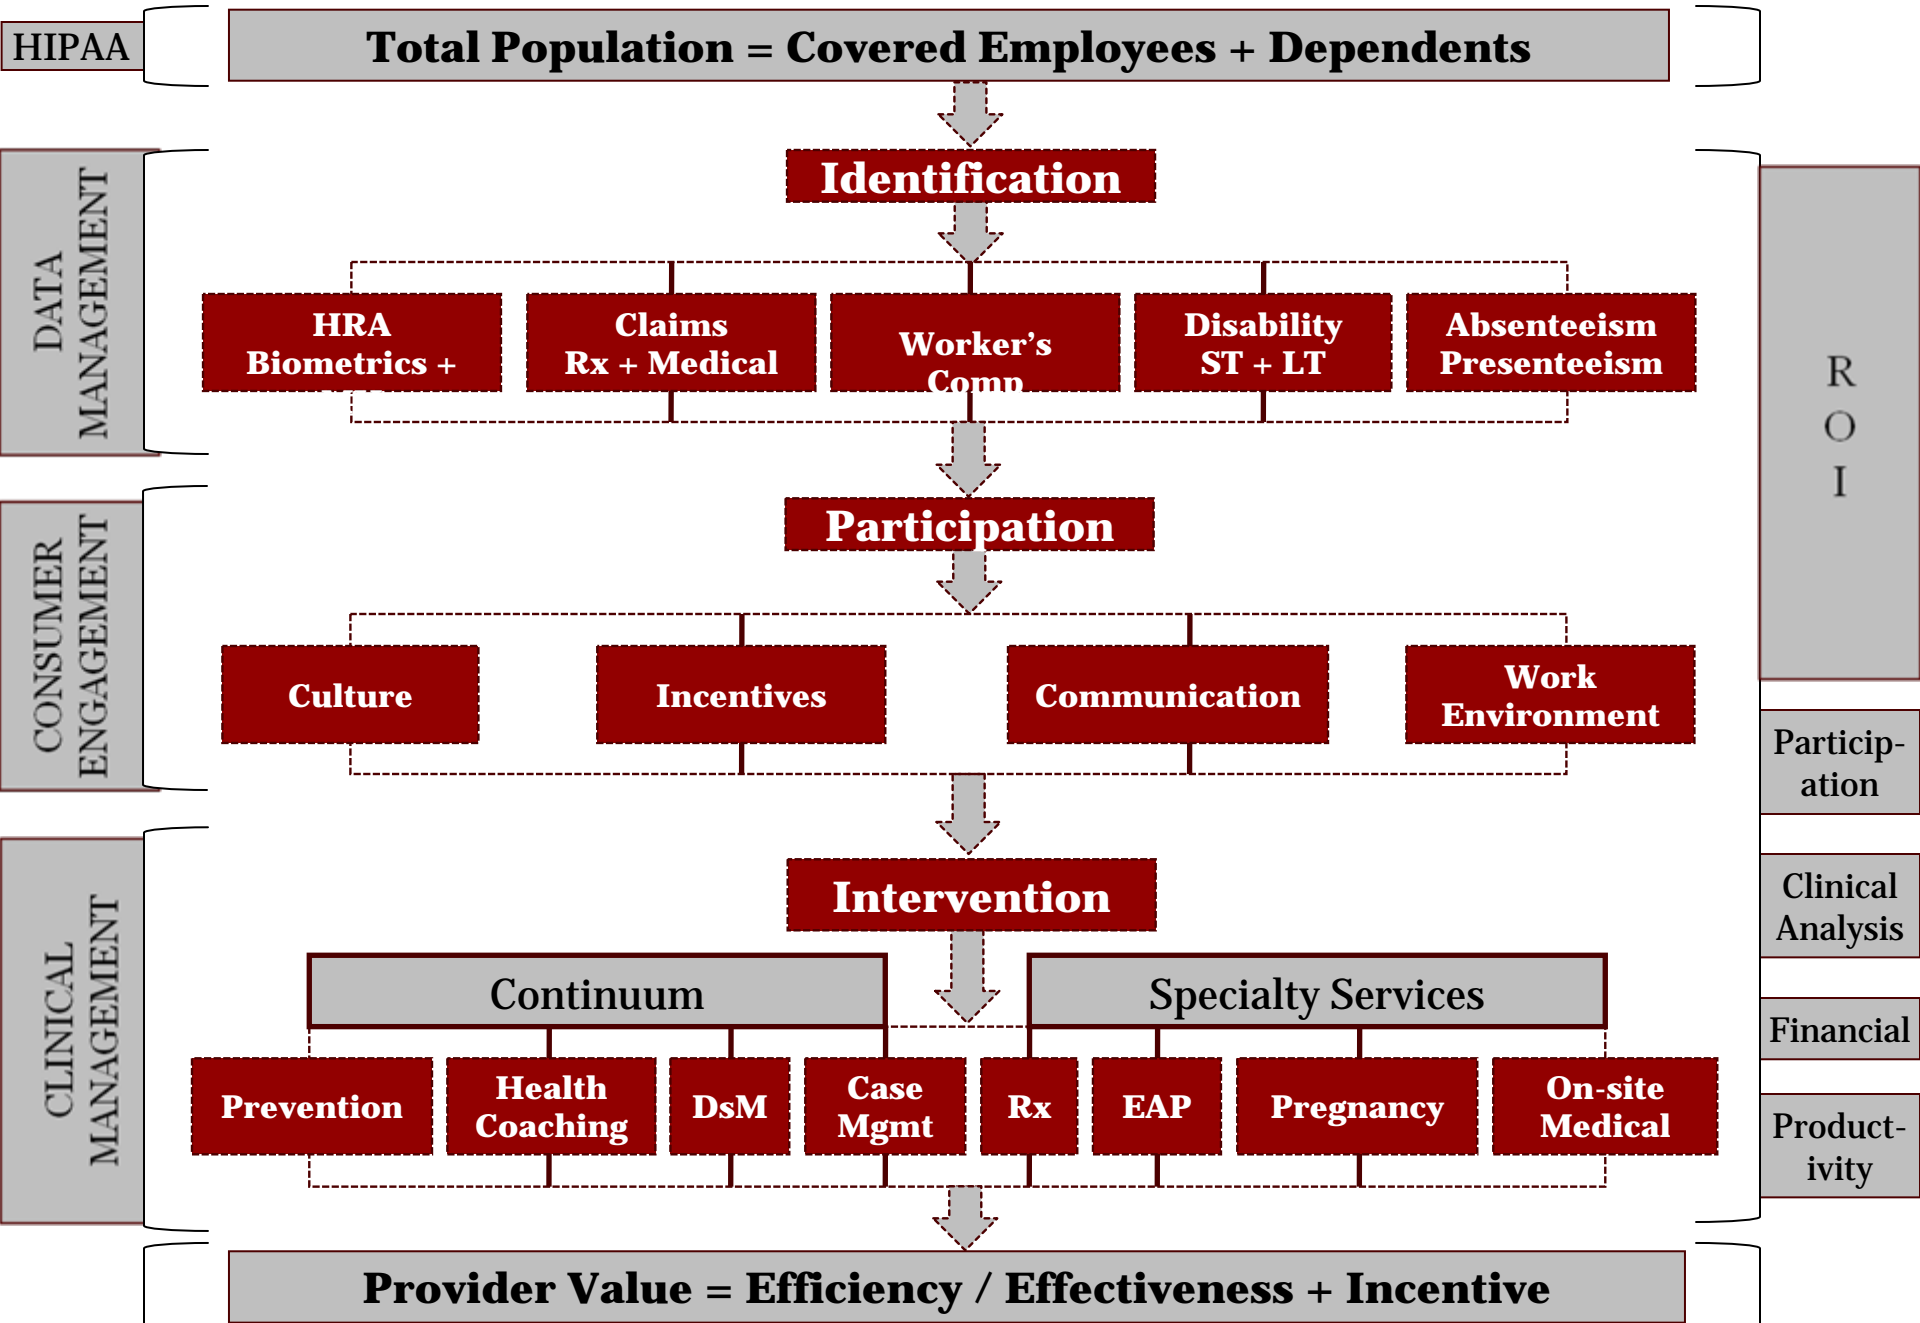 HIPAA
Total Population = Covered Employees + Dependents
DATA
MANAGEMENT
Identification
HRA
Biometrics +
Claims
Rx + Medical
Worker's
Comp
Disability
ST + LT
Absenteeism
Presenteeism
R
O
I
CONSUMER
ENGAGEMENT
Participation
Culture
Incentives
Communication
Work
Environment
Particip-
ation
CLINICAL
MANAGEMENT
Intervention
Continuum
Specialty Services
Prevention
Health
Coaching
DsM
Case
Mgmt
Rx
EAP
Pregnancy
On-site
Medical
Clinical
Analysis
Financial
Product-
ivity
Provider Value = Efficiency / Effectiveness + Incentive